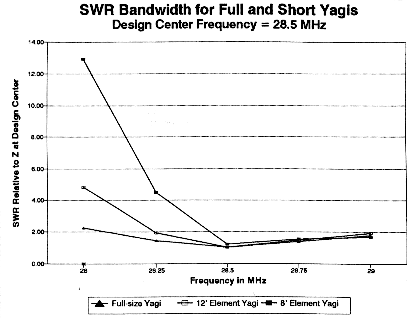 SWR Bandwidth for Full and Short Yagis
Design Center Frequency = 28.5 MHz
SWR Relative to Z at Design Center
14.00
12.00
10.00
8.00
6.00
4.00
2.00
0.00
28 28.25 28.5 28.75 29
Frequency in MHz
Full-size Yagi 12' Element Yagi 8' Element Yagi